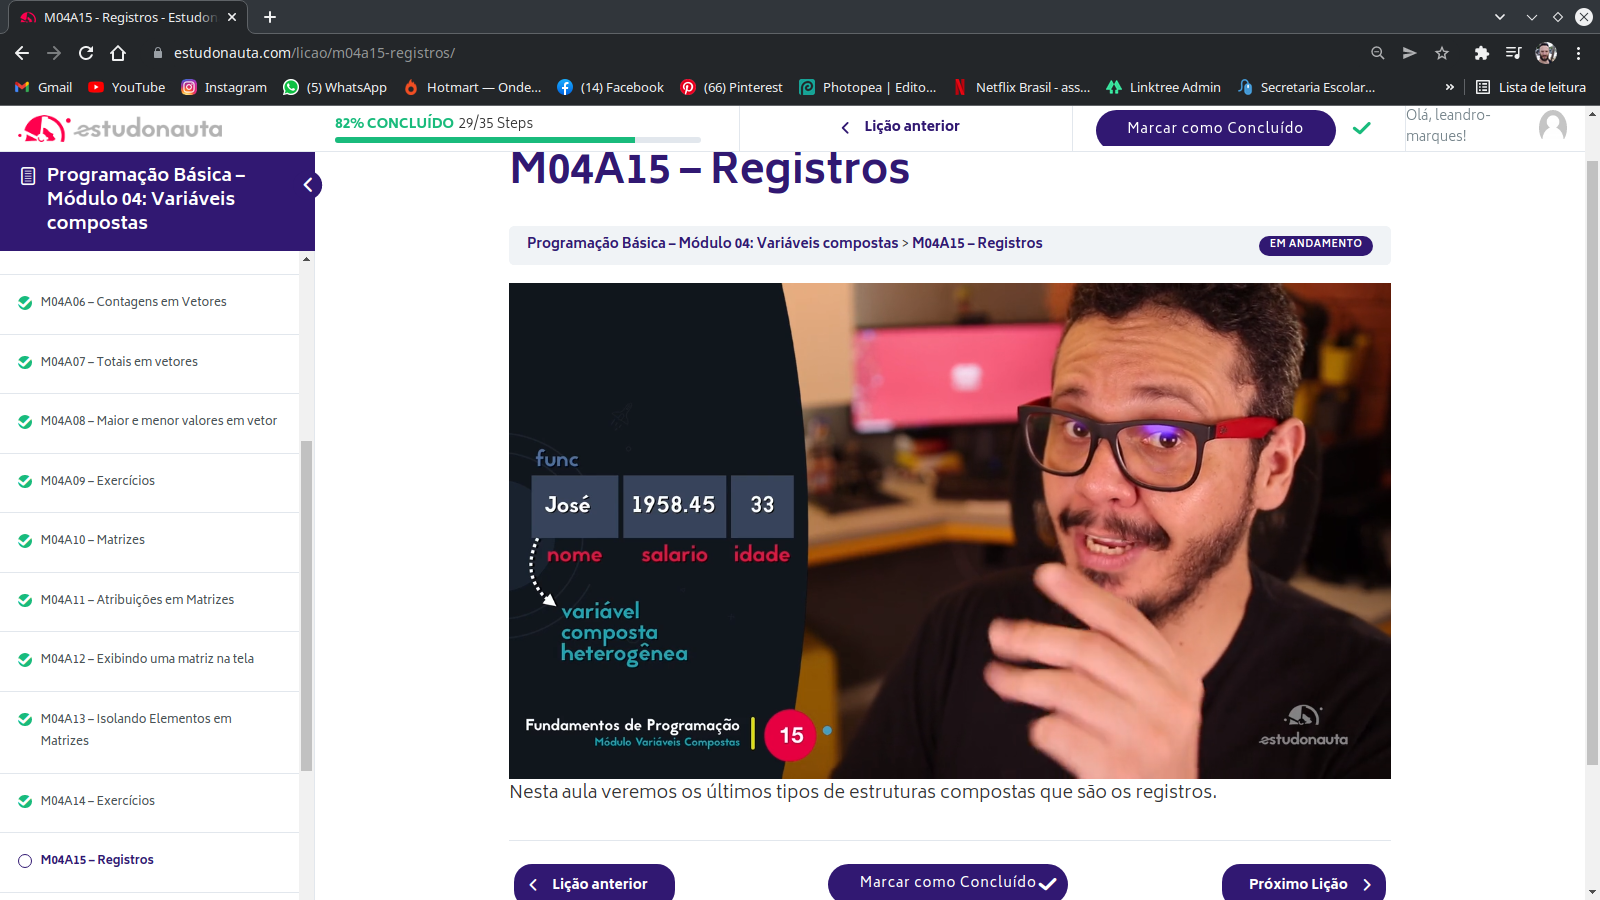 M04A15 - Registros - Estudon
estudonauta.com/licao/m04a15-registros/
Gmail
YouTube
Instagram
(5) WhatsApp
Hotmart — Onde...
(14) Facebook
(66) Pinterest
Photopea | Edito...
Netflix Brasil - ass...
Linktree Admin
Secretaria Escolar...
»
Lista de leitura
estudonauta
82% CONCLUÍDO 29/35 Steps
Lição anterior
Marcar como Concluído
Olá, leandro-
marques!
Programação Básica –
Módulo 04: Variáveis
compostas
M04A06 – Contagens em Vetores
M04A07 – Totais em vetores
M04A08 – Maior e menor valores em vetor
M04A09 – Exercícios
M04A10 – Matrizes
M04A11 – Atribuições em Matrizes
M04A12 – Exibindo uma matriz na tela
M04A13 – Isolando Elementos em
Matrizes
M04A14 – Exercícios
M04A15 – Registros
M04A15 – Registros
Programação Básica – Módulo 04: Variáveis compostas > M04A15 – Registros
EM ANDAMENTO
func
José 1958.45 33
nome salario idade
variável
composta
heterogênea
Fundamentos de Programação
Módulo Variáveis Compostas
15
estudonauta
Nesta aula veremos os últimos tipos de estruturas compostas que são os registros.
Lição anterior
Marcar como Concluído
Próximo Lição